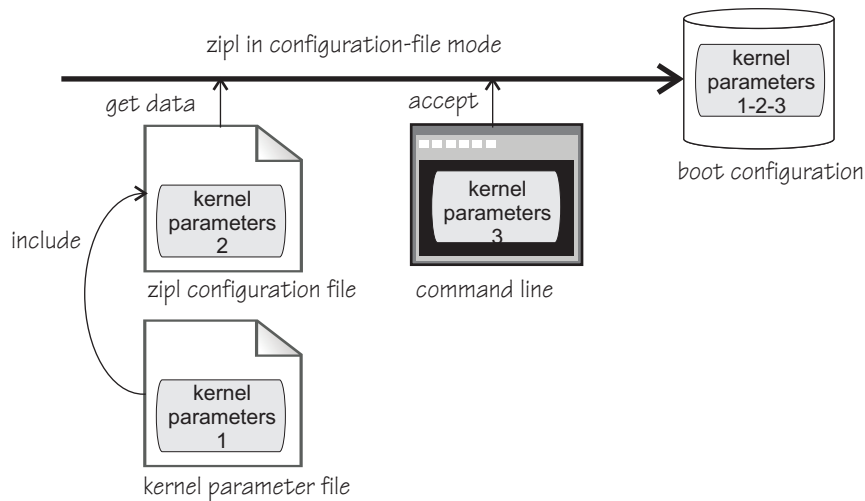 zipl in configuration-file mode
kernel
parameters
1-2-3
get data
accept
boot configuration
kernel
parameters
2
kernel
parameters
3
include
zipl configuration file
command line
kernel
parameters
1
kernel parameter file